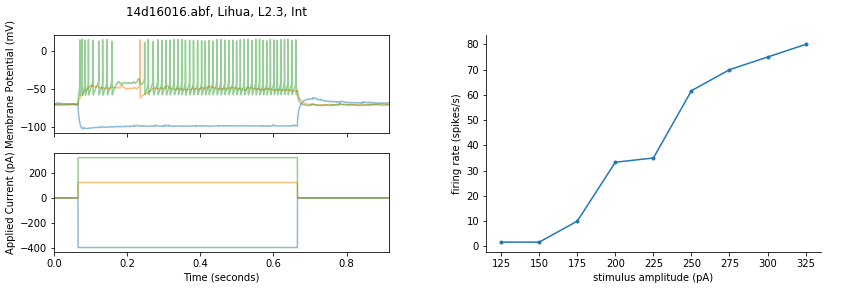 14d16016.abf, Lihua, L2.3, Int
Membrane Potential (mV)
0
−50
−100
Applied Current (pA)
200
0
−200
−400
0.0 0.2 0.4 0.6 0.8
Time (seconds)
firing rate (spikes/s)
80
70
60
50
40
30
20
10
0
125 150 175 200 225 250 275 300 325
stimulus amplitude (pA)